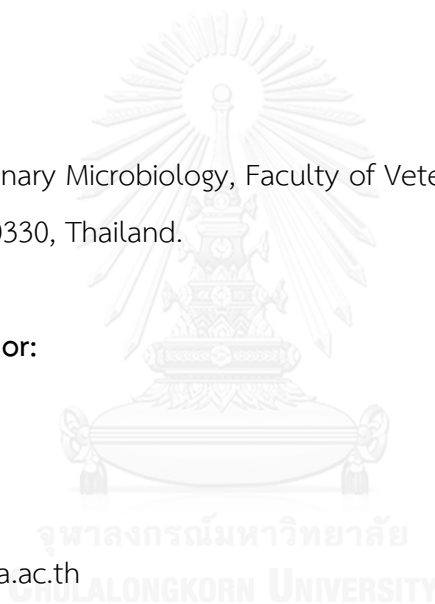 nary Microbiology, Faculty of Vete
0330, Thailand.
or:
จุฬาลงกรณ์มหาวิทยาลัย
a.ac.th
CHULALONGKORN UNIVERSITY